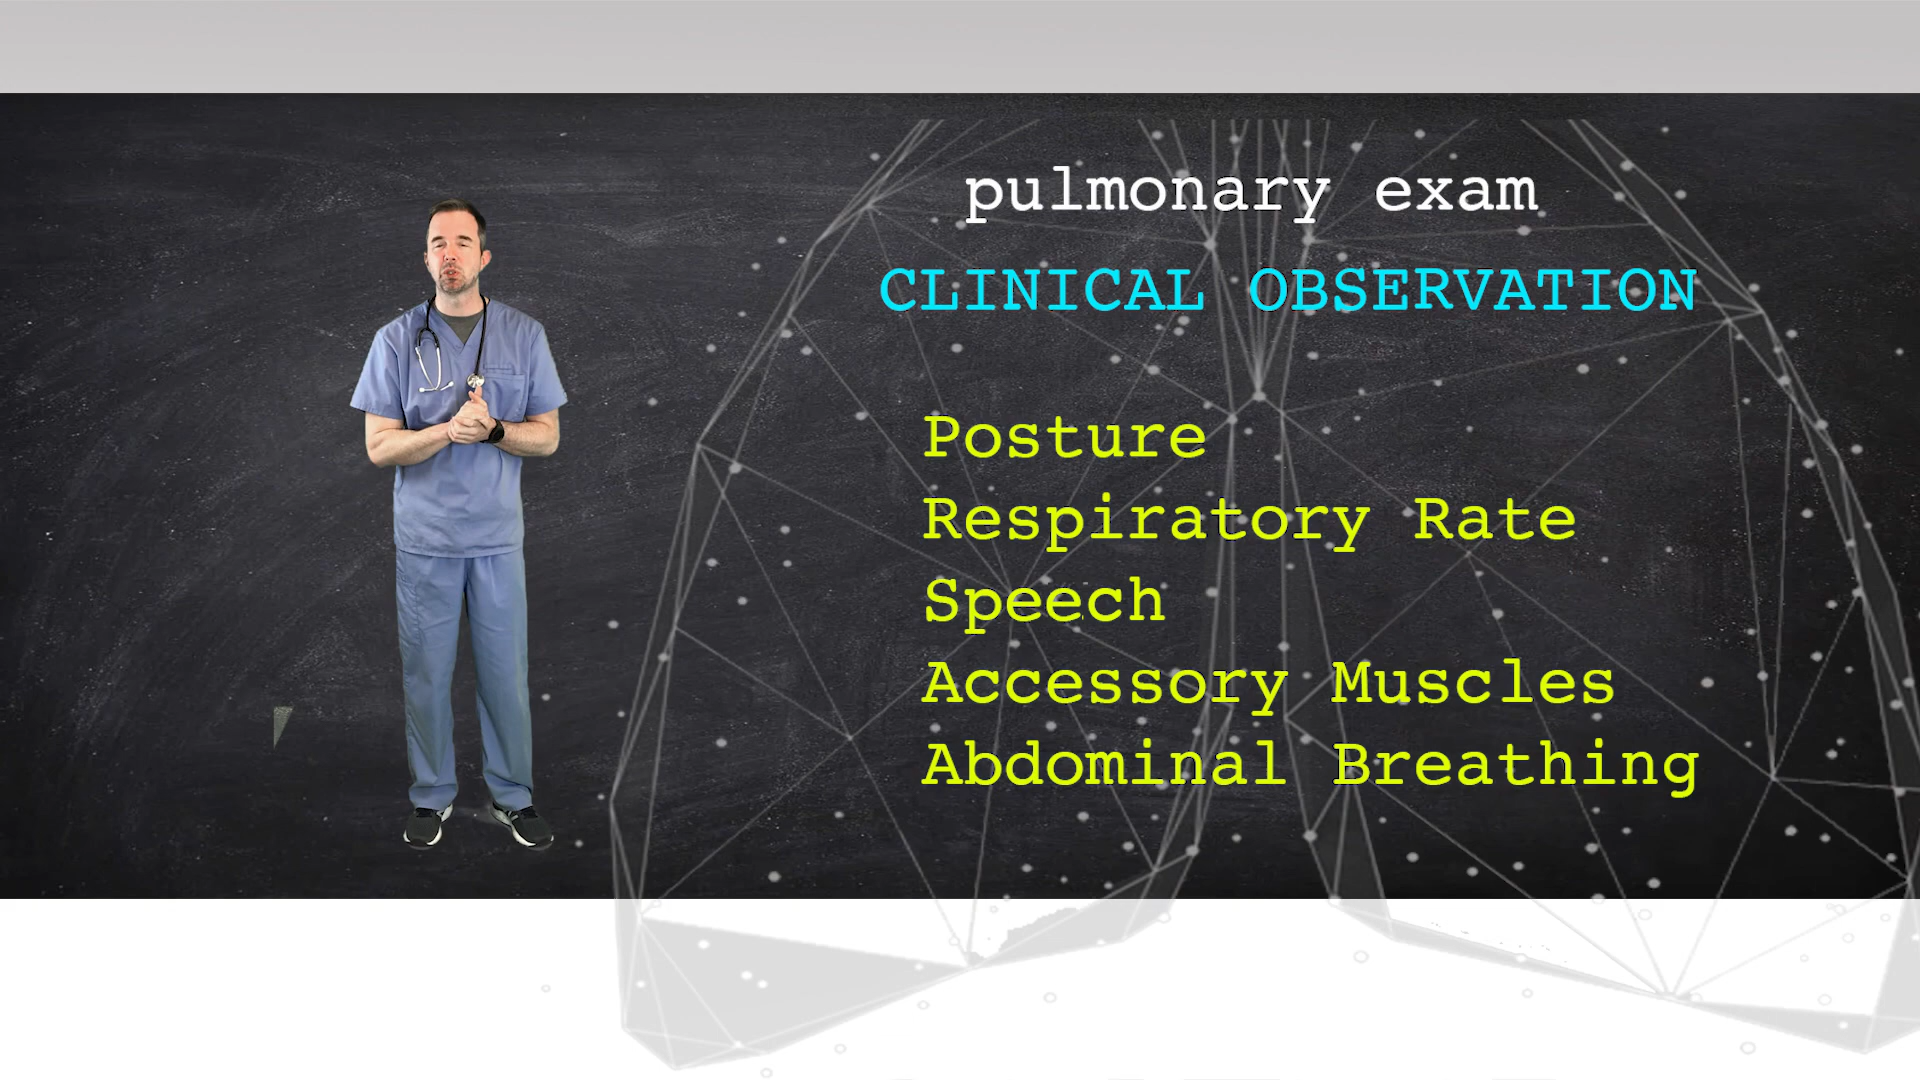 pulmonary exam
CLINICAL OBSERVATION
Posture
Respiratory Rate
Speech
Accessory Muscles
Abdominal Breathing